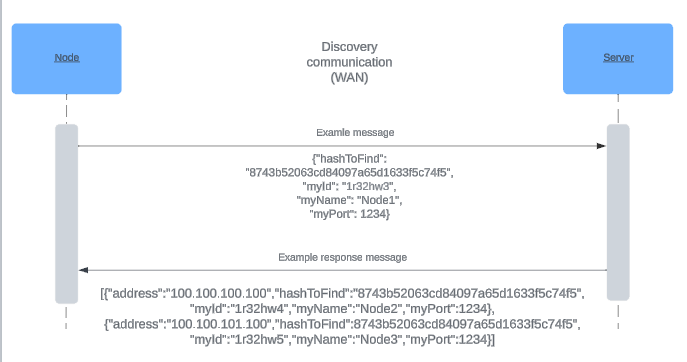 Node
Discovery
communication
(WAN)
Server
Examle message
{"hashToFind":
"8743b52063cd84097a65d1633f5c74f5",
"myId": "1r32hw3",
"myName": "Node1",
"myPort": 1234}
Example response message
[{"address":"100.100.100.100","hashToFind":"8743b52063cd84097a65d1633f5c74f5",
"myId":"1r32hw4","myName":"Node2","myPort":1234},
{"address":"100.100.101.100","hashToFind":8743b52063cd84097a65d1633f5c74f5",
"myId":"1r32hw5","myName":"Node3","myPort":1234}]